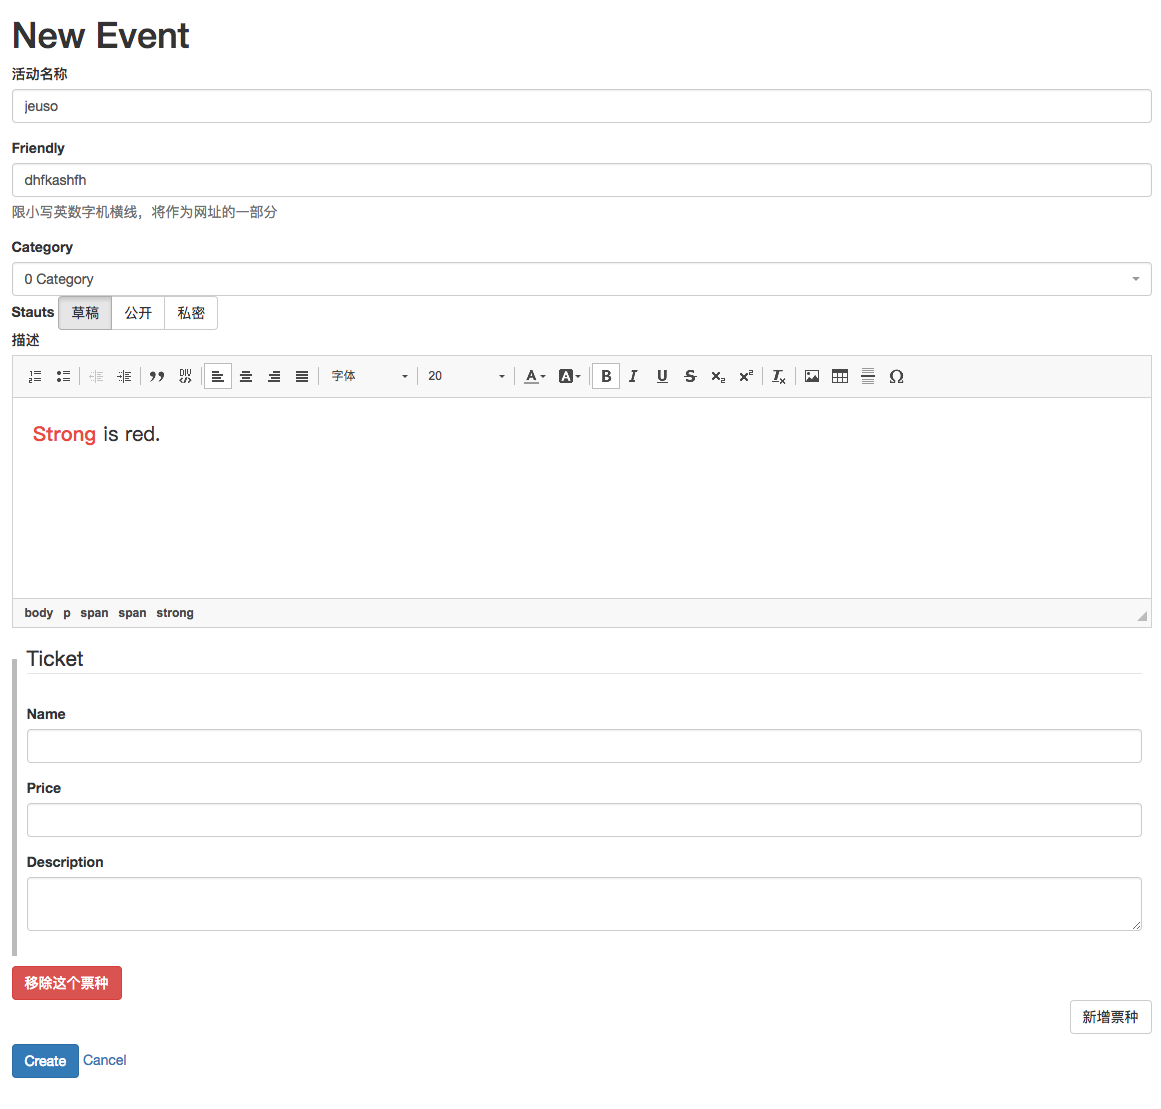 New Event
活动名称
jeuso
Friendly
dhfkashfh
限小写英数字机横线，将作为网址的一部分
Category
0 Category
Stauts 草稿 公开 私密
描述
字体 20
Strong is red.
body p span span strong
Ticket
Name
Price
Description
移除这个票种
新增票种
Create Cancel